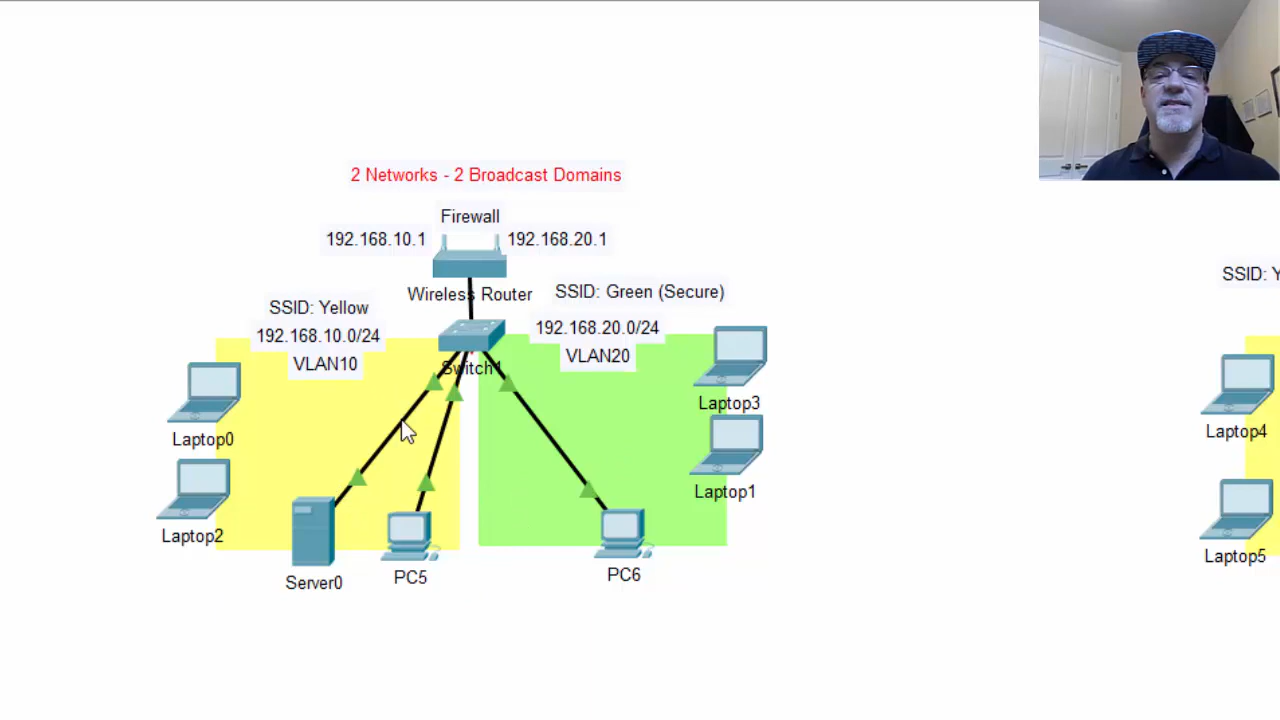 2 Networks - 2 Broadcast Domains
Firewall
192.168.10.1
192.168.20.1
Wireless Router
SSID: Yellow
192.168.10.0/24
VLAN10
SSID: Green (Secure)
192.168.20.0/24
VLAN20
Switch1
Laptop0
Laptop2
Server0
PC5
PC6
Laptop3
Laptop1
SSID: Y
Laptop4
Laptop5